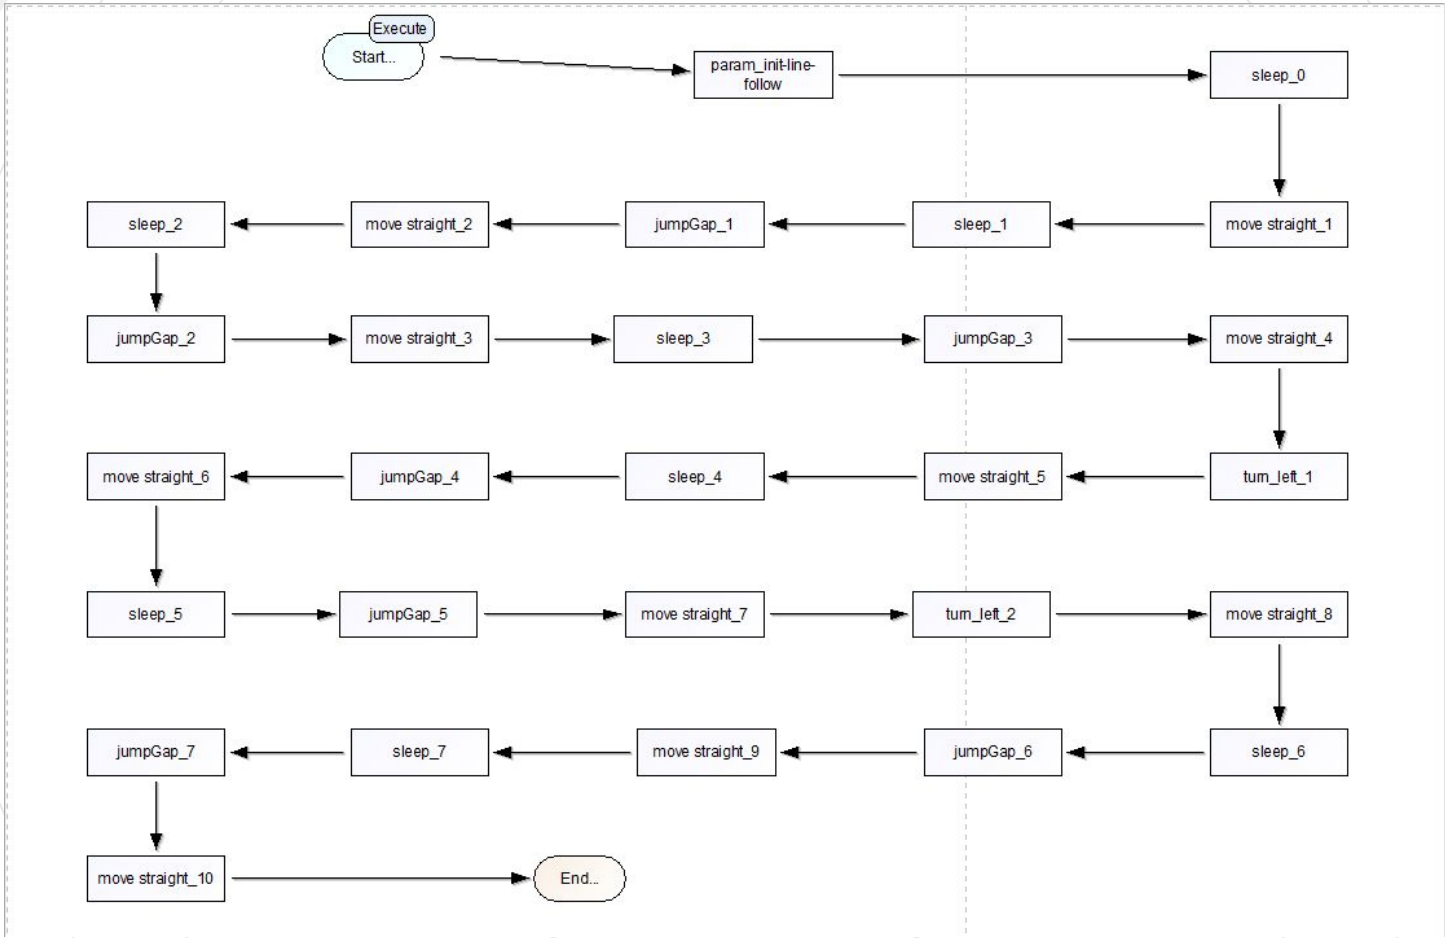 Execute
Start...
param_init-line-
follow
sleep_0
sleep_2
move straight_2
jumpGap_1
sleep_1
move straight_1
jumpGap_2
move straight_3
sleep_3
jumpGap_3
move straight_4
move straight_6
jumpGap_4
sleep_4
move straight_5
turn_left_1
sleep_5
jumpGap_5
move straight_7
turn_left_2
move straight_8
jumpGap_7
sleep_7
move straight_9
jumpGap_6
sleep_6
move straight_10
End...